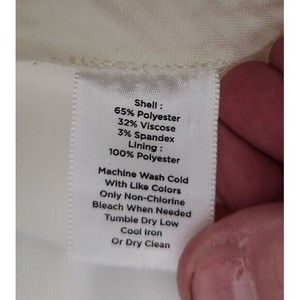 Shell :
65% Polyester
32% Viscose
3% Spandex
Lining :
100% Polyester
Machine Wash Cold
With Like Colors
Only Non-Chlorine
Bleach When Needed
Tumble Dry Low
Cool Iron
Or Dry Clean